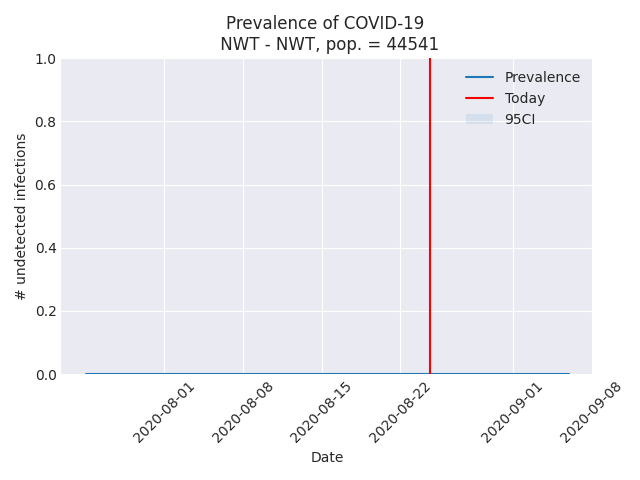 Prevalence of COVID-19
NWT - NWT, pop. = 44541
1.0
0.8
0.6
0.4
0.2
0.0
# undetected infections
Prevalence
Today
95CI
2020-08-01
2020-08-08
2020-08-15
2020-08-22
2020-09-01
2020-09-08
Date